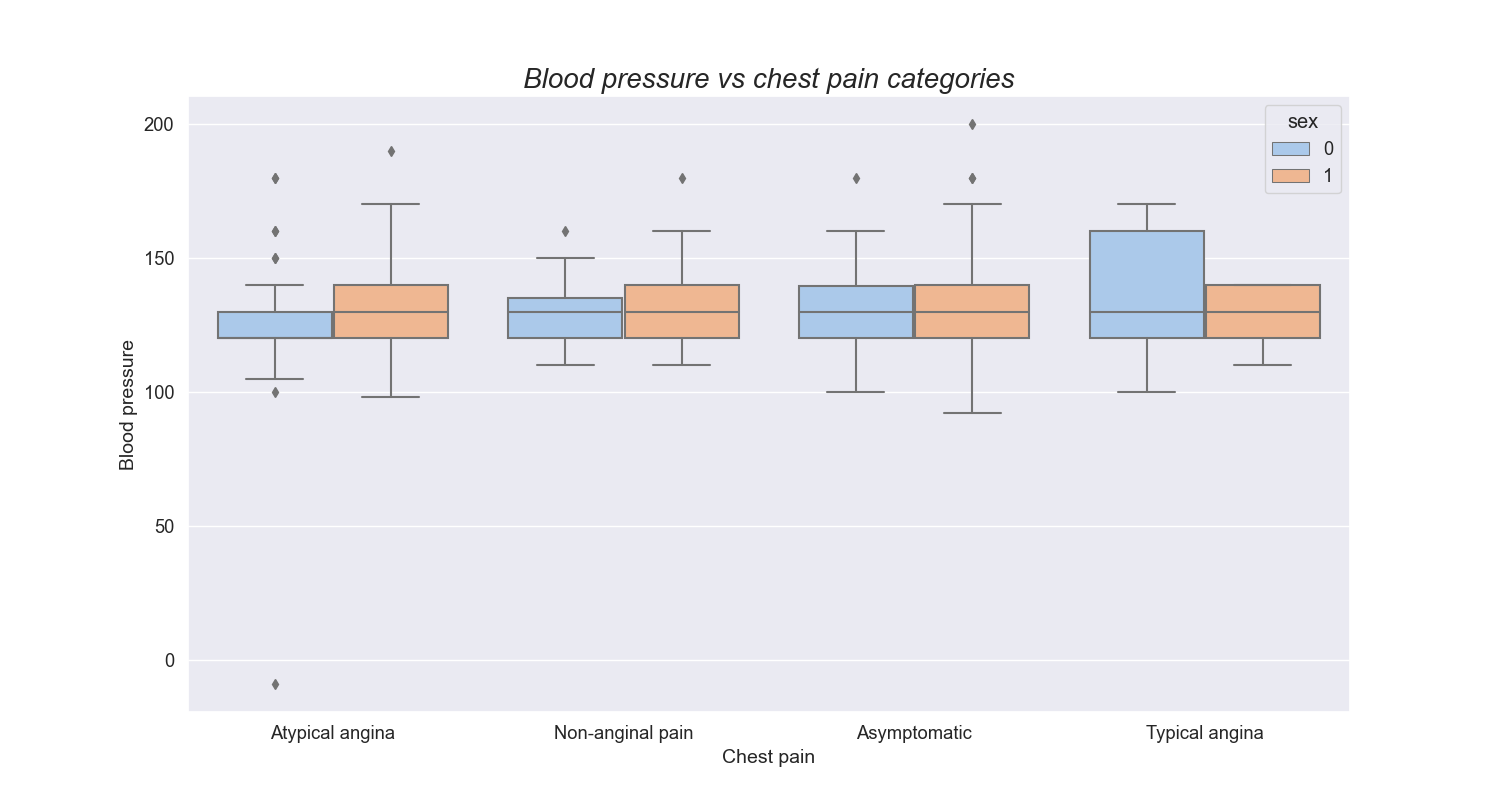 Blood pressure vs chest pain categories
sex
0
1
200
150
100
50
0
Blood pressure
Atypical angina
Non-anginal pain
Asymptomatic
Typical angina
Chest pain